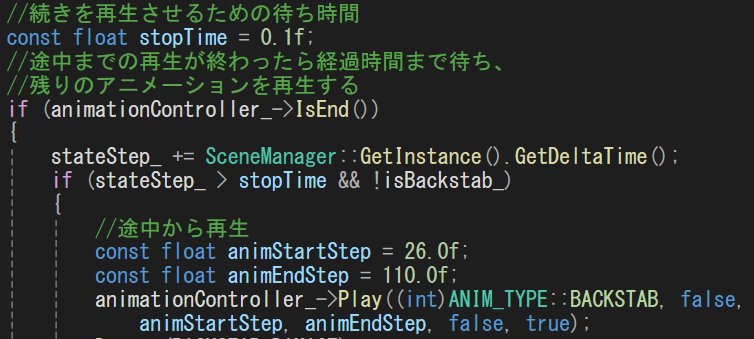 //続きを再生させるための待ち時間
const float stopTime = 0.1f;
//途中までの再生が終わったら経過時間まで待ち、
//残りのアニメーションを再生する
if (animationController_->IsEnd())
{
stateStep_ += SceneManager::GetInstance().GetDeltaTime();
if (stateStep_ > stopTime && !isBackstab_)
{
//途中から再生
const float animStartStep = 26.0f;
const float animEndStep = 110.0f;
animationController_->Play((int)ANIM_TYPE::BACKSTAB, false,
animStartStep, animEndStep, false, true);